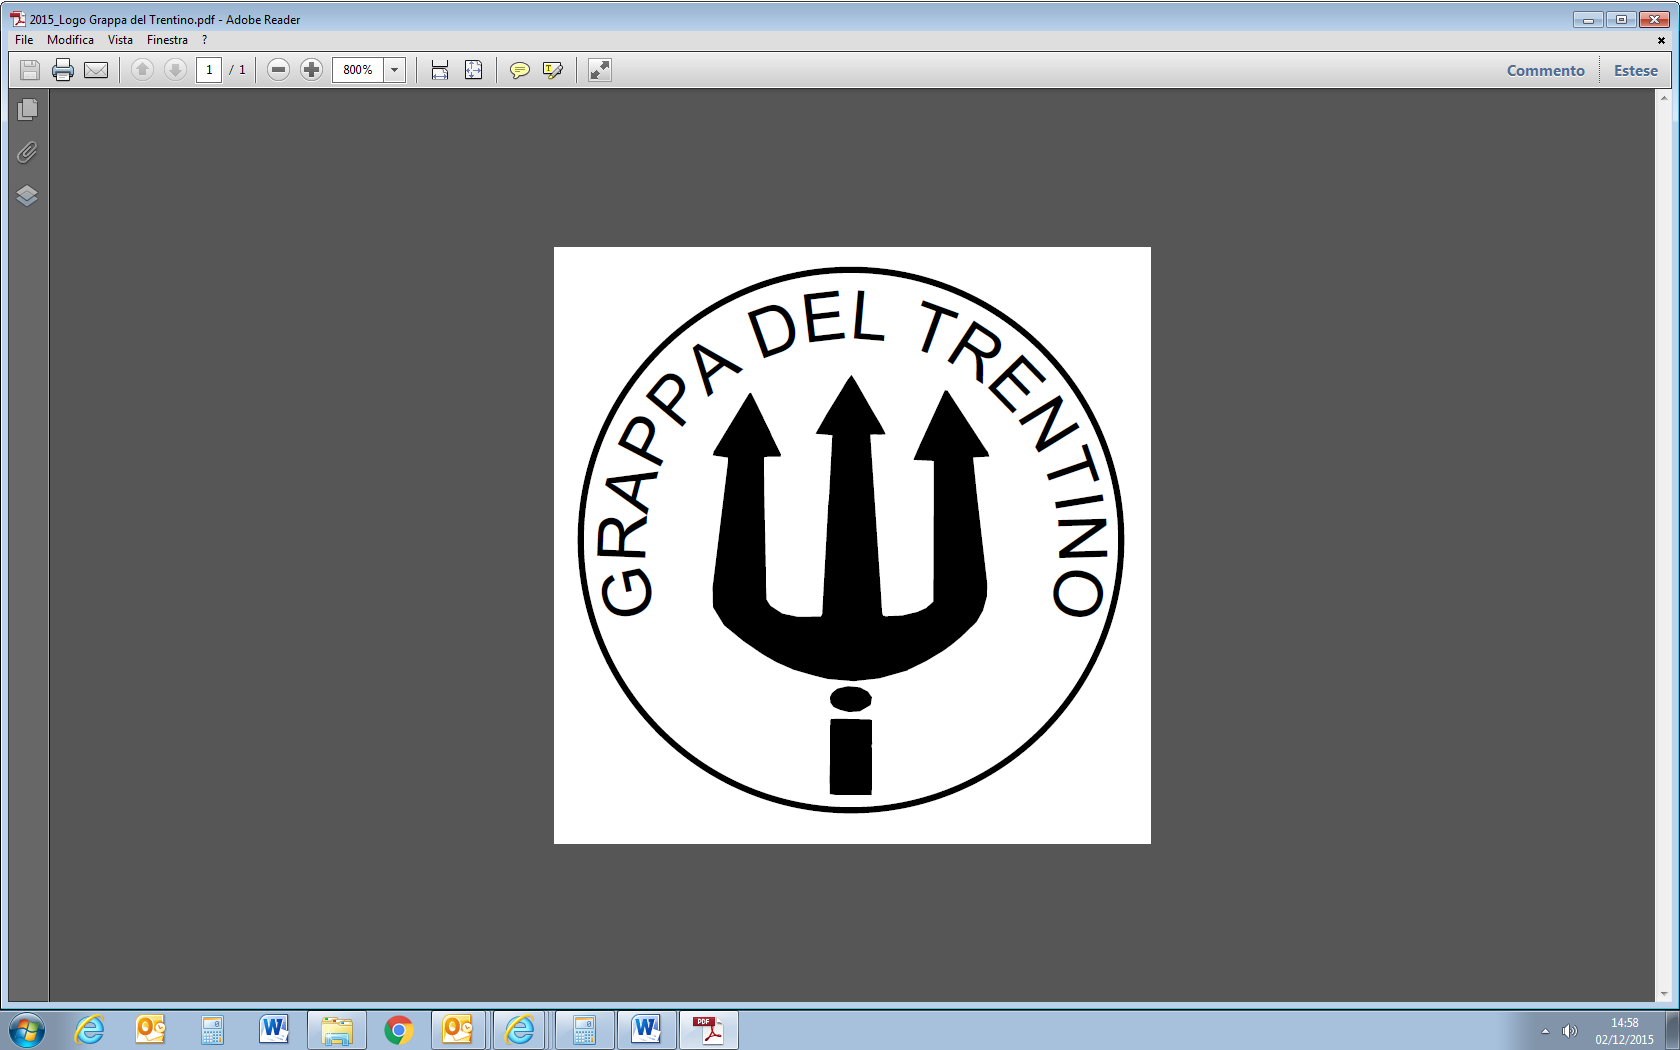 2015_Logo Grappa del Trentino.pdf - Adobe Reader
File Modifica Vista Finestra ?
1 / 1 800% Commento Estese
GRAPPA DEL TRENTINO
14:58
02/12/2015